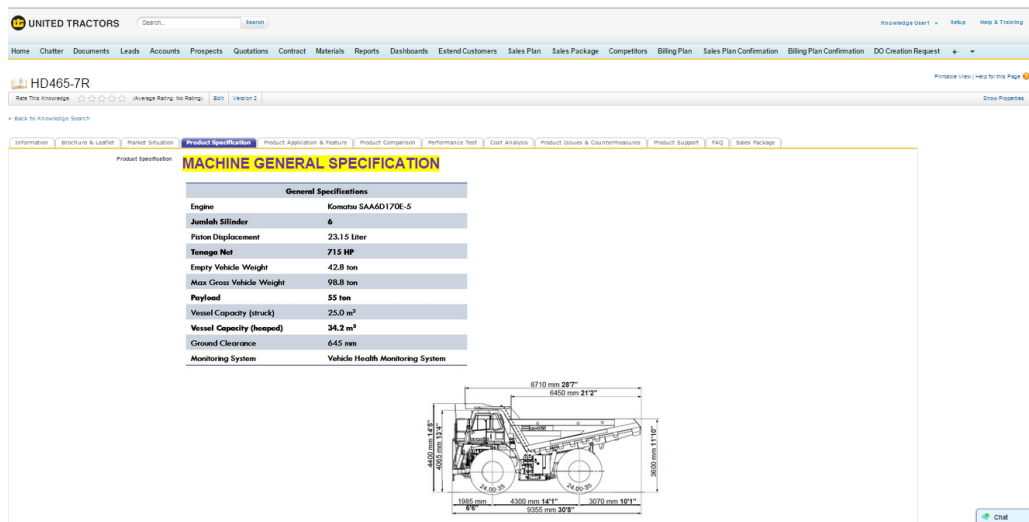 UNITED TRACTORS Search... Search Knowledge User1 Setup Help & Training
Home Chatter Documents Leads Accounts Prospects Quotations Contract Materials Reports Dashboards Extend Customers Sales Plan Sales Package Competitors Billing Plan Sales Plan Confirmation Billing Plan Confirmation DO Creation Request +
HD465-7R Printable View | Help for this Page
Rate This Knowledge (Average Rating: No Rating) Edit Version 2 Show Properties
« Back to Knowledge Search
Information Brochure & Leaflet Market Situation Product Specification Product Application & Feature Product Comparison Performance Test Cost Analysis Product Issues & Countermeasures Product Support FAQ Sales Package
Product Specification
MACHINE GENERAL SPECIFICATION
General Specifications
Engine Komatsu SAA6D170E-5
Jumlah Silinder 6
Piston Displacement 23.15 Liter
Tenaga Net 715 HP
Empty Vehicle Weight 42.8 ton
Max Gross Vehicle Weight 98.8 ton
Payload 55 ton
Vessel Capacity (struck) 25.0 m³
Vessel Capacity (heaped) 34.2 m³
Ground Clearance 645 mm
Monitoring System Vehicle Health Monitoring System
8710 mm 28'7"
6450 mm 21'2"
4400 mm 14'5"
4065 mm 13'4"
3600 mm 11'10"
24.00-35 24.00-35
1985 mm 6'6" 4300 mm 14'1" 3070 mm 10'1"
9355 mm 30'8"
Chat